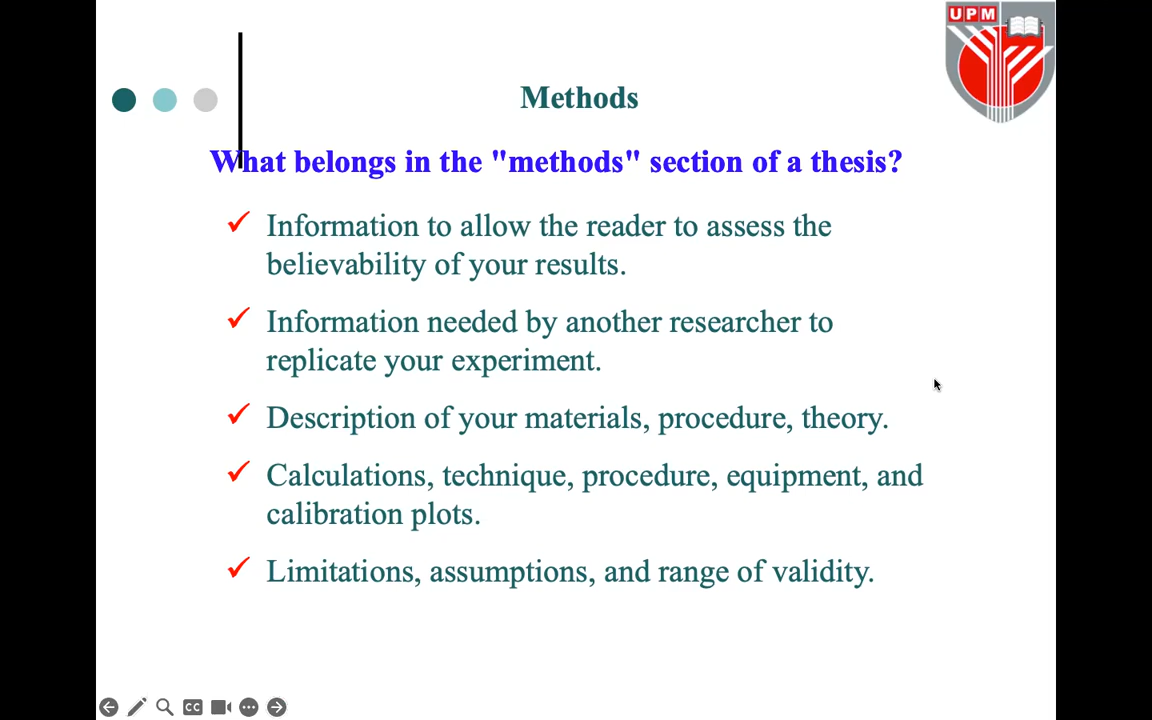 UPM
Methods
What belongs in the "methods" section of a thesis?
Information to allow the reader to assess the
believability of your results.
Information needed by another researcher to
replicate your experiment.
Description of your materials, procedure, theory.
Calculations, technique, procedure, equipment, and
calibration plots.
Limitations, assumptions, and range of validity.
CC